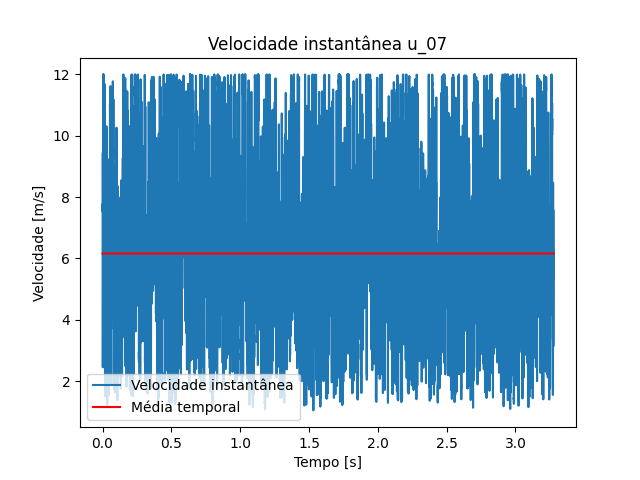 Velocidade instantânea u_07
Velocidade [m/s]
12
10
8
6
4
2
Velocidade instantânea
Média temporal
0.0 0.5 1.0 1.5 2.0 2.5 3.0
Tempo [s]